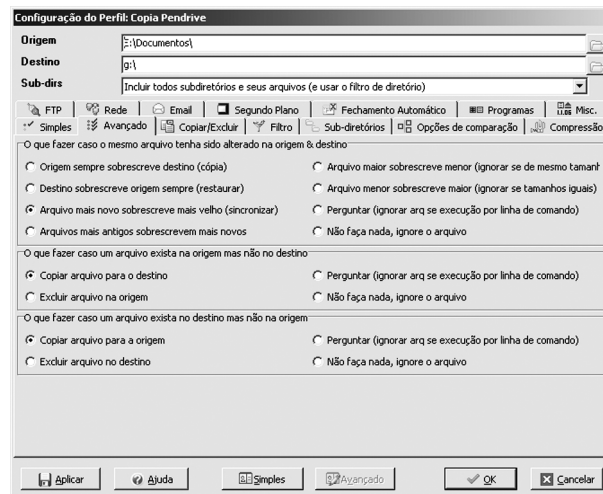 Configuração do Perfil: Copia Pendrive
Origem E:\Documentos\
Destino g:\
Sub-dirs Incluir todos subdiretórios e seus arquivos (e usar o filtro de diretório)
FTP Rede Email Segundo Plano Fechamento Automático Programas Misc.
Simples Avançado Copiar/Excluir Filtro Sub-diretórios Opções de comparação Compressão
O que fazer caso o mesmo arquivo tenha sido alterado na origem & destino
Origem sempre sobrescreve destino (cópia) Arquivo maior sobrescreve menor (ignorar se de mesmo tamanh
Destino sobrescreve origem sempre (restaurar) Arquivo menor sobrescreve maior (ignorar se tamanhos iguais)
Arquivo mais novo sobrescreve mais velho (sincronizar) Perguntar (ignorar arq se execução por linha de comando)
Arquivos mais antigos sobrescrevem mais novos Não faça nada, ignore o arquivo
O que fazer caso um arquivo exista na origem mas não no destino
Copiar arquivo para o destino Perguntar (ignorar arq se execução por linha de comando)
Excluir arquivo na origem Não faça nada, ignore o arquivo
O que fazer caso um arquivo exista no destino mas não na origem
Copiar arquivo para a origem Perguntar (ignorar arq se execução por linha de comando)
Excluir arquivo no destino Não faça nada, ignore o arquivo
Aplicar Ajuda Simples Avançado OK Cancelar